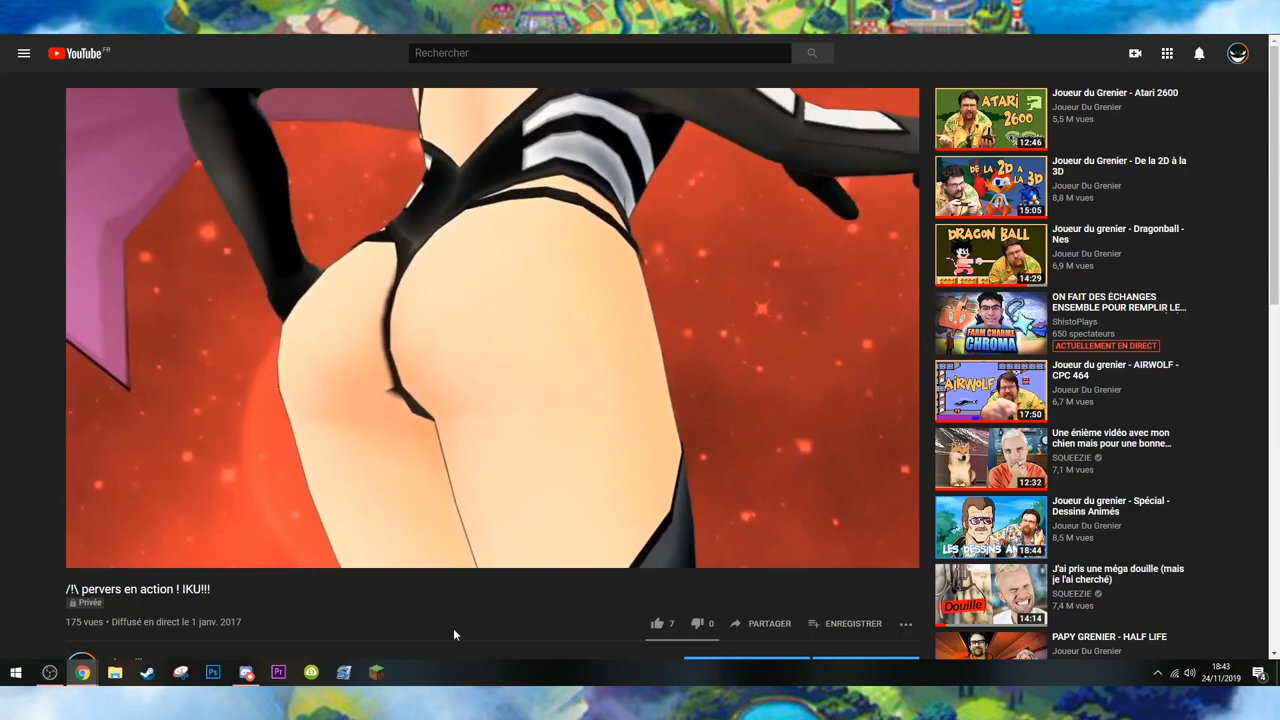 YouTube FR
Rechercher
Joueur du Grenier - Atari 2600
Joueur Du Grenier
5,5 M vues
ATARI
2600
12:46
Joueur du Grenier - De la 2D à la
3D
Joueur Du Grenier
8,8 M vues
DE LA 2D A
LA 3D
15:05
Joueur du grenier - Dragonball -
Nes
Joueur Du Grenier
6,9 M vues
DRAGON BALL
14:29
ON FAIT DES ÉCHANGES
ENSEMBLE POUR REMPLIR LE...
ShistoPlays
650 spectateurs
ACTUELLEMENT EN DIRECT
FARM CHARME
CHROMA
Joueur du Grenier - AIRWOLF -
CPC 464
Joueur Du Grenier
6,7 M vues
AIRWOLF
17:50
Une énième vidéo avec mon
chien mais pour une bonne...
SQUEEZIE
7,1 M vues
12:32
Joueur du grenier - Spécial -
Dessins Animés
Joueur Du Grenier
8,5 M vues
LES DESSINS AN
18:44
J'ai pris une méga douille (mais
je l'ai cherché)
SQUEEZIE
7,4 M vues
Douille
14:14
PAPY GRENIER - HALF LIFE
Joueur Du Grenier
/!\ pervers en action ! IKU!!!
Privée
175 vues • Diffusé en direct le 1 janv. 2017
7
0
PARTAGER
ENREGISTRER
Ps
Pr
18:43
24/11/2019
4